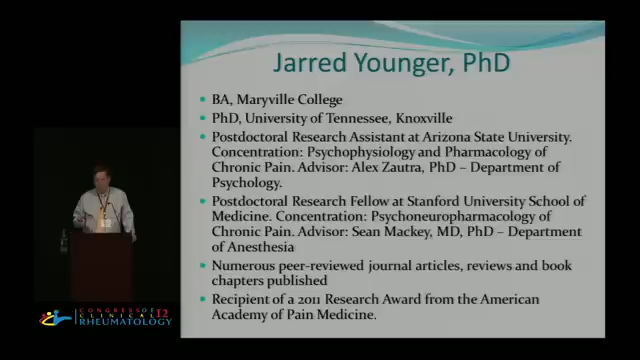 Jarred Younger, PhD
• BA, Maryville College
• PhD, University of Tennessee, Knoxville
• Postdoctoral Research Assistant at Arizona State University.
Concentration: Psychophysiology and Pharmacology of
Chronic Pain. Advisor: Alex Zautra, PhD – Department of
Psychology.
• Postdoctoral Research Fellow at Stanford University School of
Medicine. Concentration: Psychoneuropharmacology of
Chronic Pain. Advisor: Sean Mackey, MD, PhD – Department
of Anesthesia
• Numerous peer-reviewed journal articles, reviews and book
chapters published
• Recipient of a 2011 Research Award from the American
Academy of Pain Medicine.
CONGRESS OF
CLINICAL 12
RHEUMATOLOGY